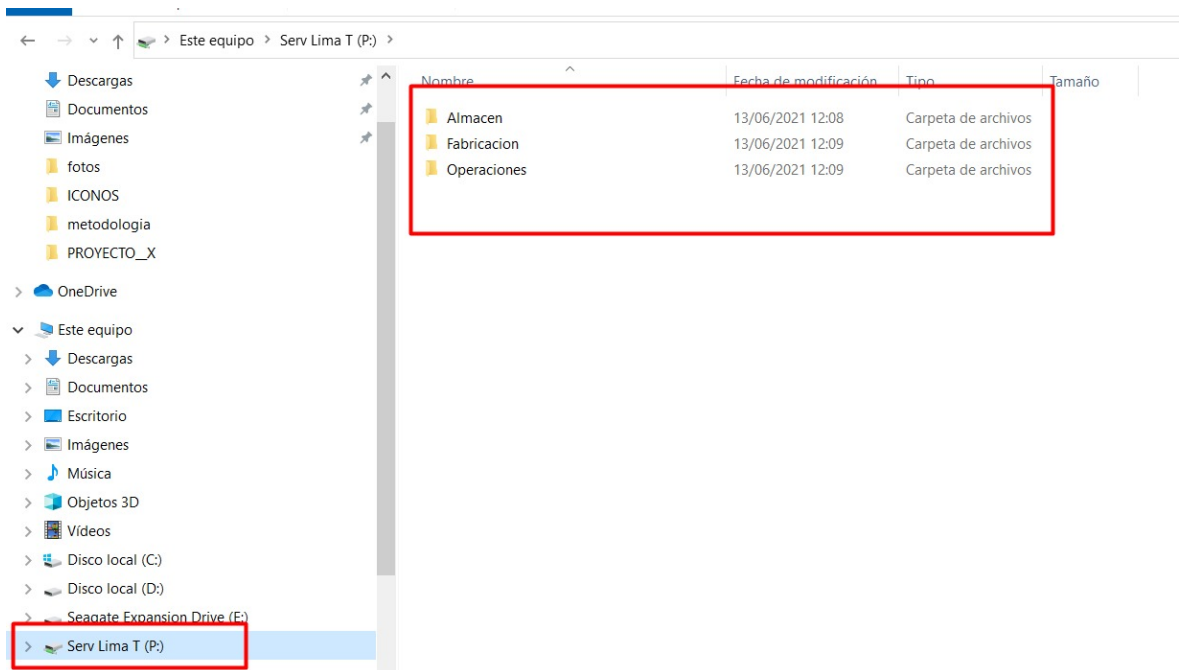 Este equipo > Serv Lima T (P:) >
Descargas
Documentos
Imágenes
fotos
ICONOS
metodologia
PROYECTO__X
OneDrive
Este equipo
Descargas
Documentos
Escritorio
Imágenes
Música
Objetos 3D
Vídeos
Disco local (C:)
Disco local (D:)
Seagate Expansion Drive (E:)
Serv Lima T (P:)
Nombre Fecha de modificación Tipo Tamaño
Almacen 13/06/2021 12:08 Carpeta de archivos
Fabricacion 13/06/2021 12:09 Carpeta de archivos
Operaciones 13/06/2021 12:09 Carpeta de archivos